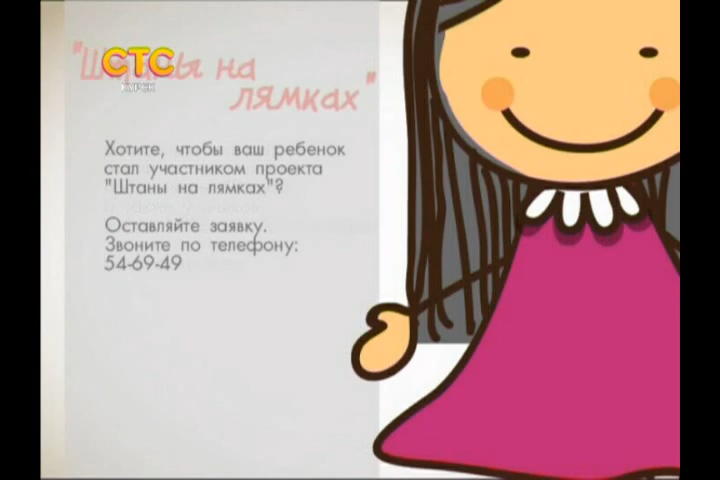 "Штаны на
лямках"
СТС
КУРСК
Хотите, чтобы ваш ребенок
стал участником проекта
"Штаны на лямках"?
Оставляйте заявку.
Звоните по телефону:
54-69-49